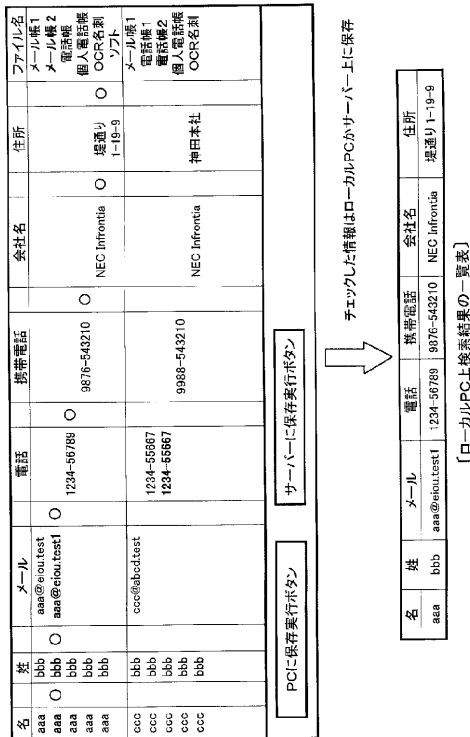 名 姓 メール 電話 携帯電話 会社名 住所 ファイル名
aaa bbb aaa@eiou.test メール帳1
aaa ○ bbb ○ aaa@eiou.test1 ○ メール帳2
aaa bbb 1234-56789 ○ 電話帳
aaa bbb 9876-543210 ○ 個人電話帳
aaa bbb NEC Infrontia ○ 堤通り ○ OCR名刺
1-19-9 ソフト
ccc bbb ccc@abcd.test メール帳1
ccc bbb 1234-55667 電話帳1
ccc bbb 1234-55667 電話帳2
ccc bbb 9988-543210 個人電話帳
ccc bbb NEC Infrontia 神田本社 OCR名刺
PCに保存実行ボタン サーバーに保存実行ボタン
チェックした情報はローカルPCかサーバー上に保存
名 姓 メール 電話 携帯電話 会社名 住所
aaa bbb aaa@eiou.test1 1234-56789 9876-543210 NEC Infrontia 堤通り1-19-9
[ローカルPC上検索結果の一覧表]